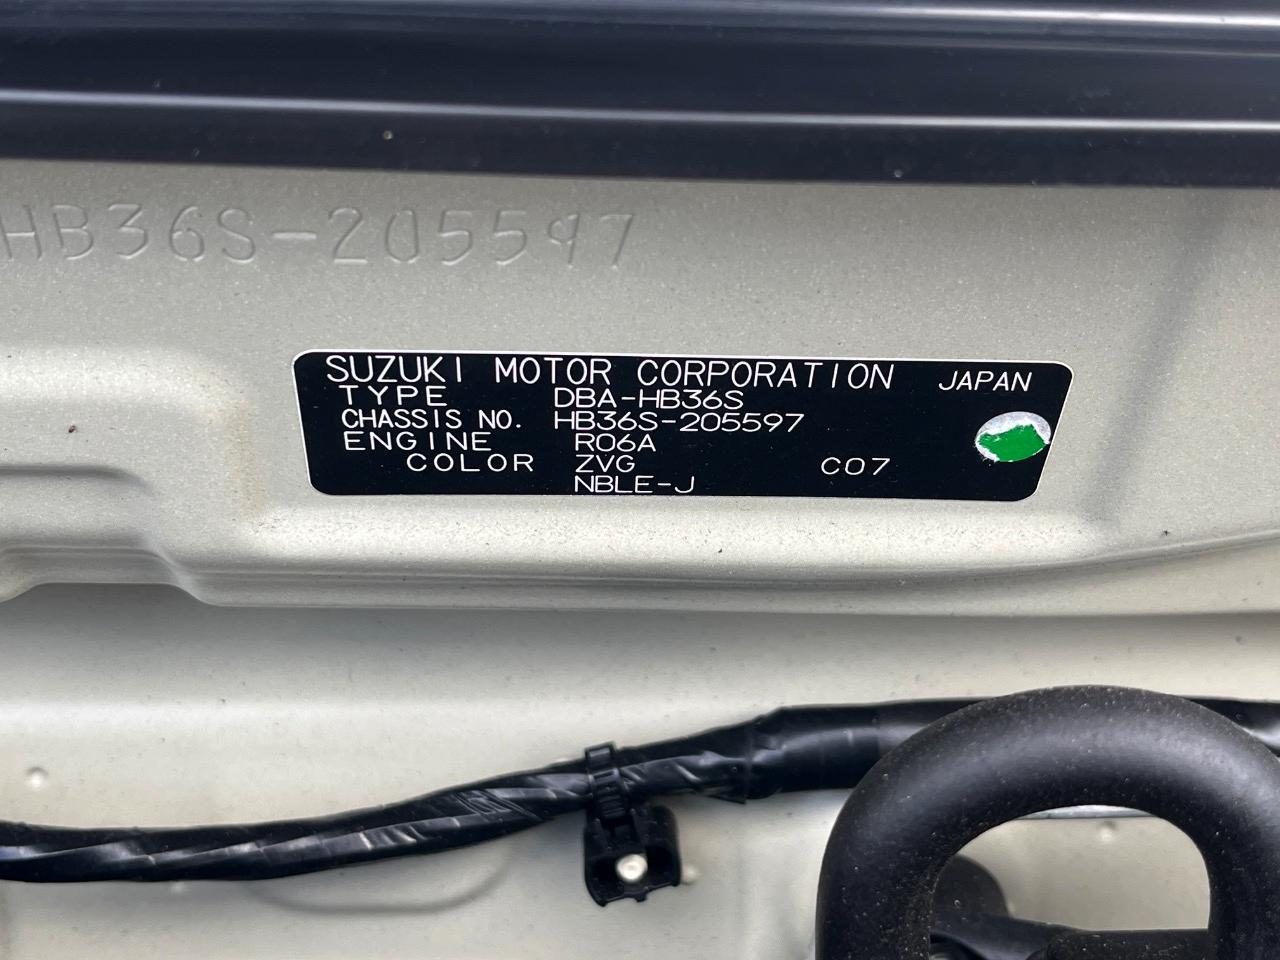 HB36S-205597
SUZUKI MOTOR CORPORATION JAPAN
TYPE DBA-HB36S
CHASSIS NO. HB36S-205597
ENGINE R06A
COLOR ZVG C07
NBLE-J